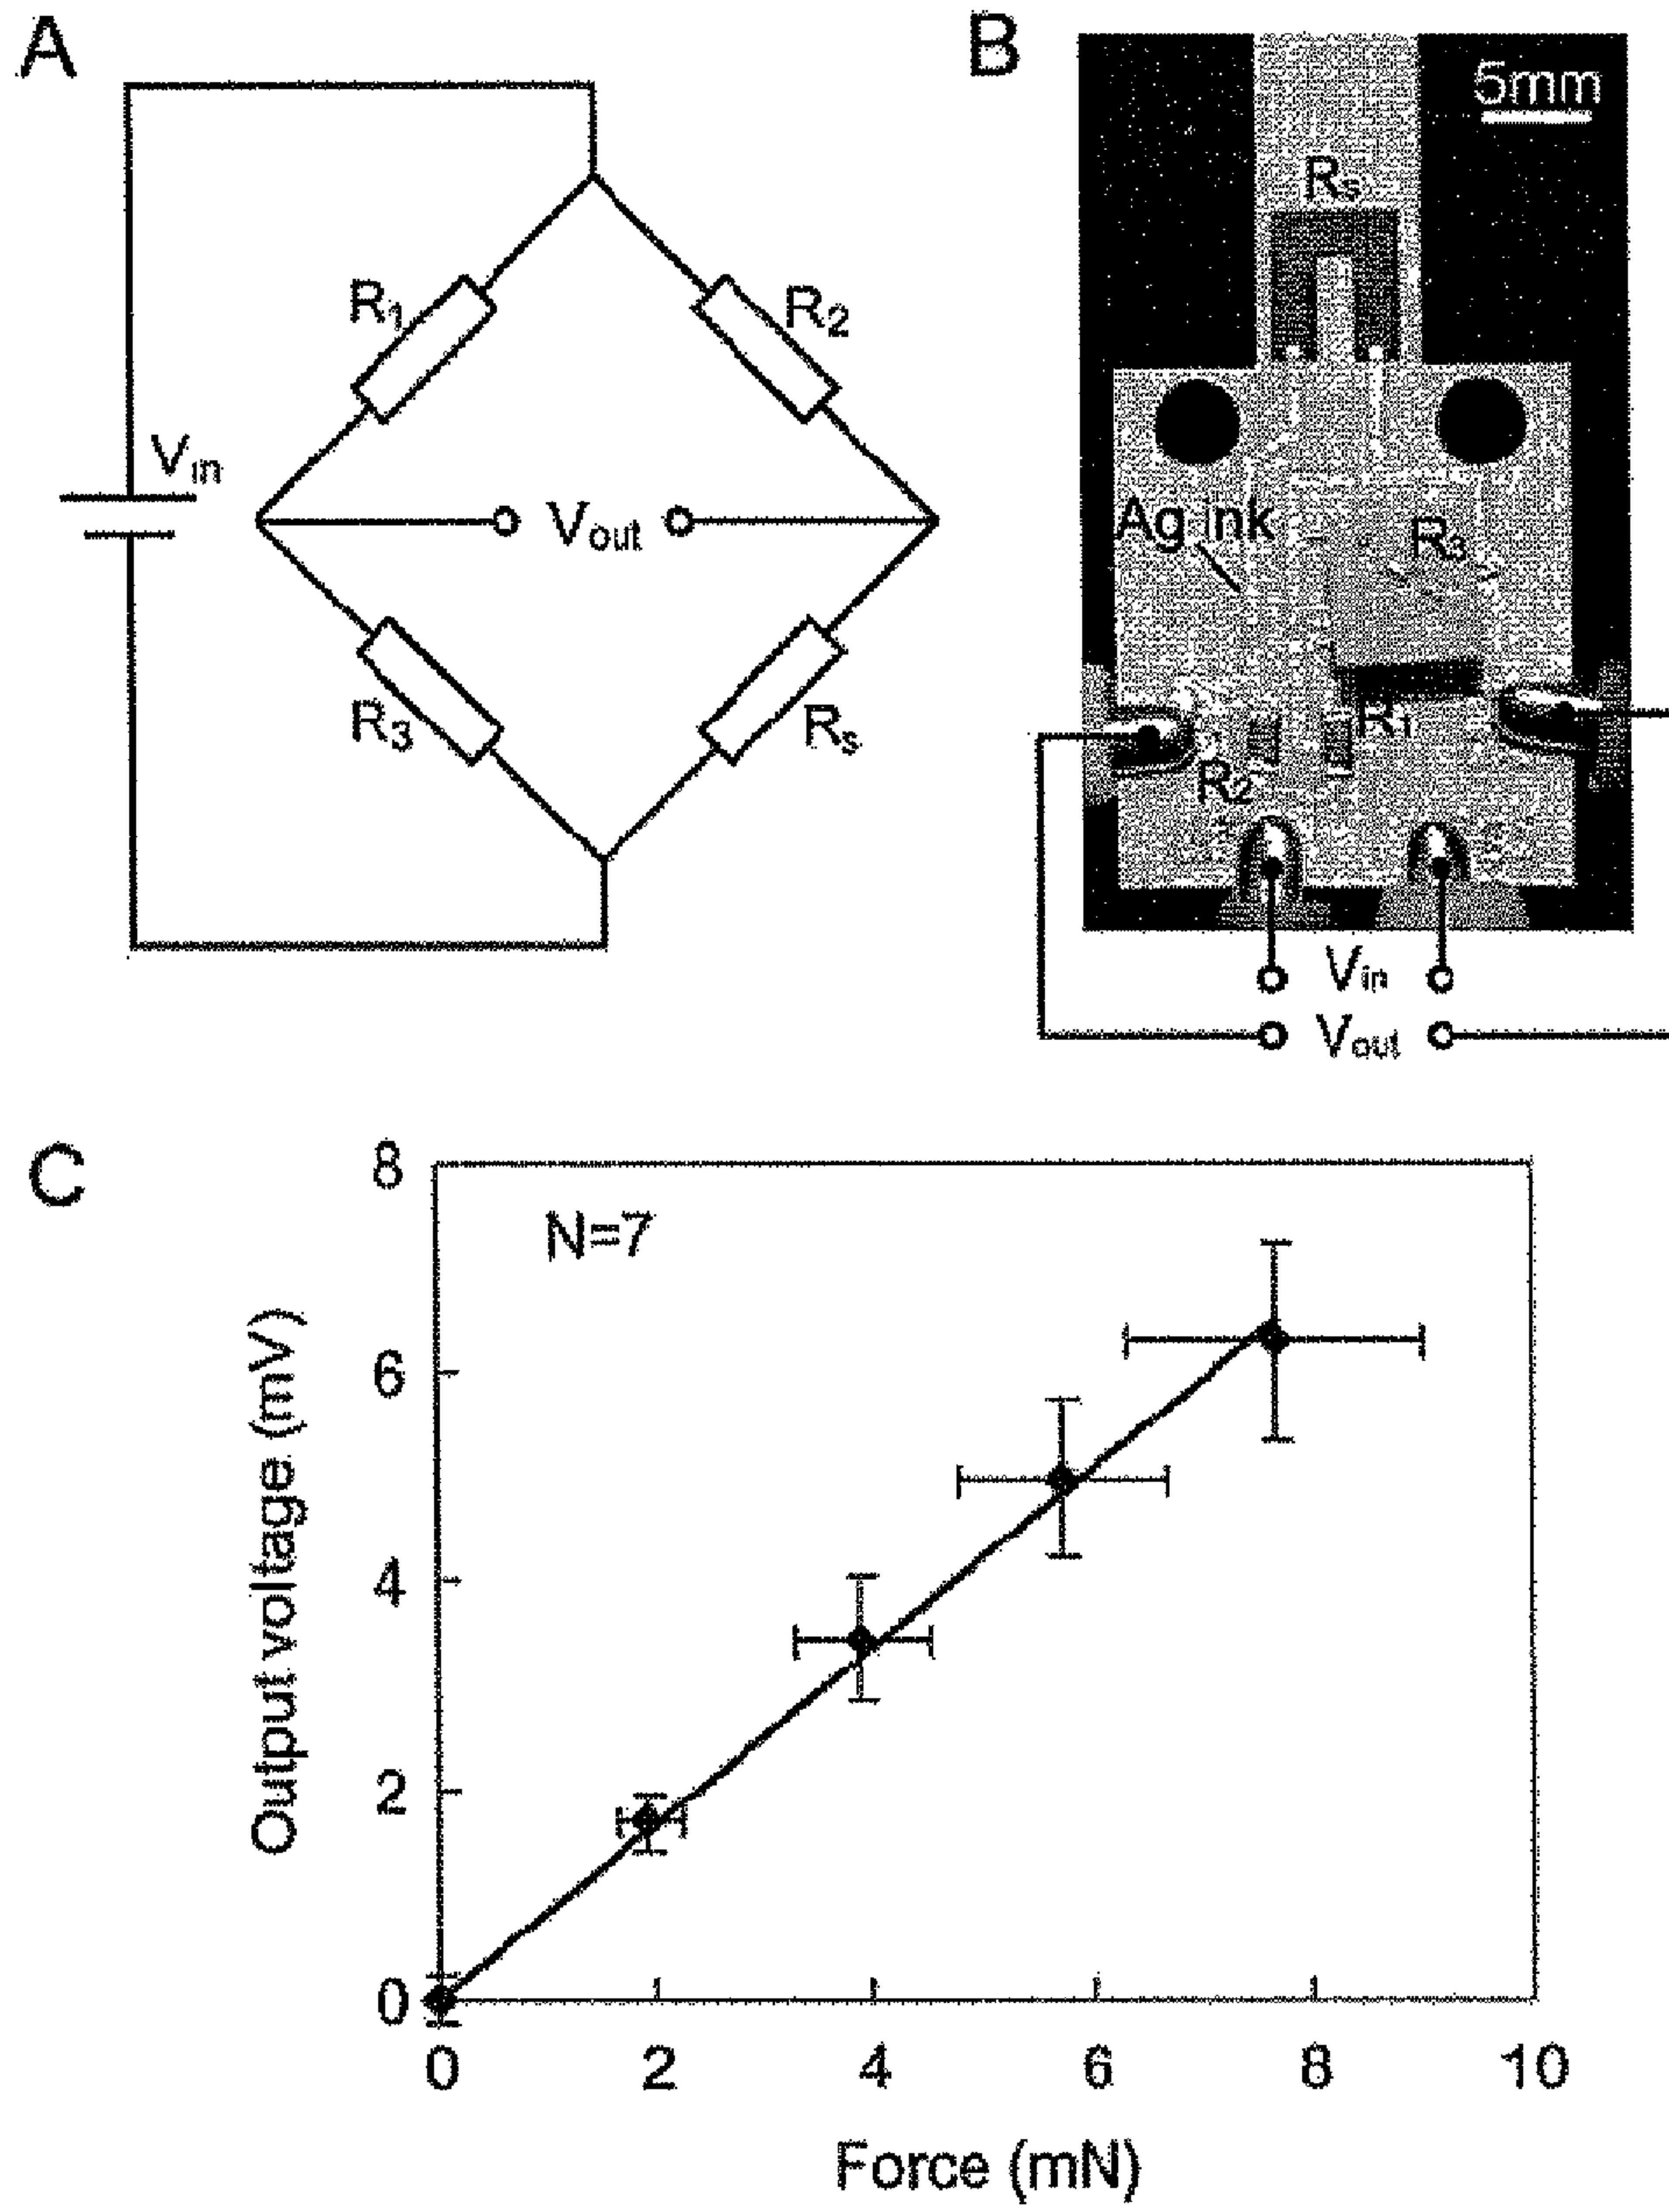 A
R1
R2
Vin
Vout
R3
Rs
B
5mm
Rs
Ag ink
R3
R1
R2
Vin
Vout
C
8
N=7
6
4
2
0
Output voltage (mV)
0 2 4 6 8 10
Force (mN)